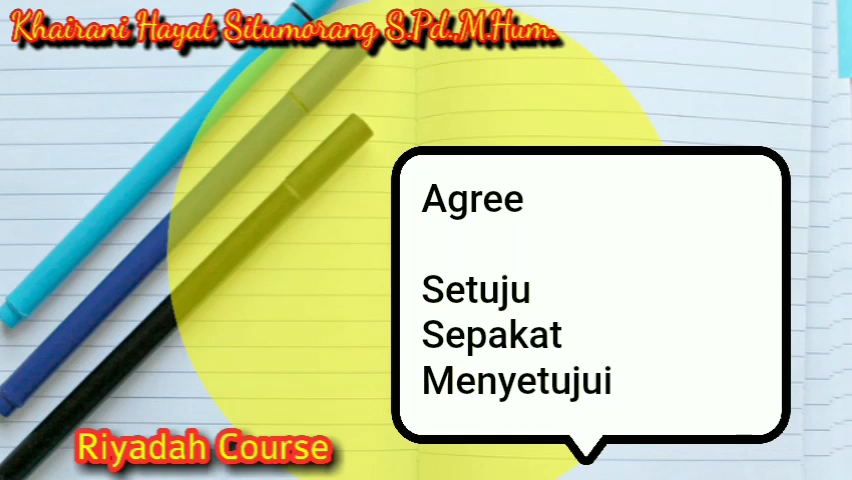 Khairani Hayat Situmorang S.Pd.,M.Hum.
Agree
Setuju
Sepakat
Menyetujui
Riyadah Course